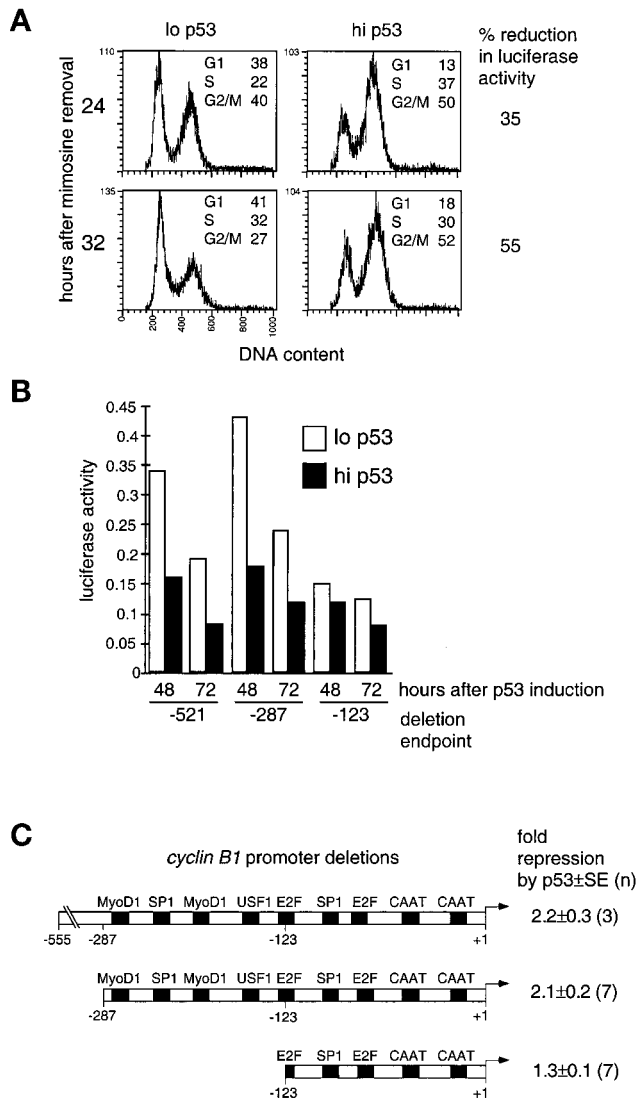 A
lo p53
hi p53
% reduction in luciferase activity
hours after mimosine removal
24
110
G1 38
S 22
G2/M 40
103
G1 13
S 37
G2/M 50
35
32
135
G1 41
S 32
G2/M 27
104
G1 18
S 30
G2/M 52
55
0 200 400 600 800 1000
DNA content
B
luciferase activity
0.45
0.4
0.35
0.3
0.25
0.2
0.15
0.1
0.05
0
lo p53
hi p53
48 72 48 72 48 72 hours after p53 induction
-521 -287 -123 deletion endpoint
C
cyclin B1 promoter deletions
fold repression by p53±SE (n)
MyoD1 SP1 MyoD1 USF1 E2F SP1 E2F CAAT CAAT
2.2±0.3 (3)
-555 -287 -123 +1
MyoD1 SP1 MyoD1 USF1 E2F SP1 E2F CAAT CAAT
2.1±0.2 (7)
-287 -123 +1
E2F SP1 E2F CAAT CAAT
1.3±0.1 (7)
-123 +1